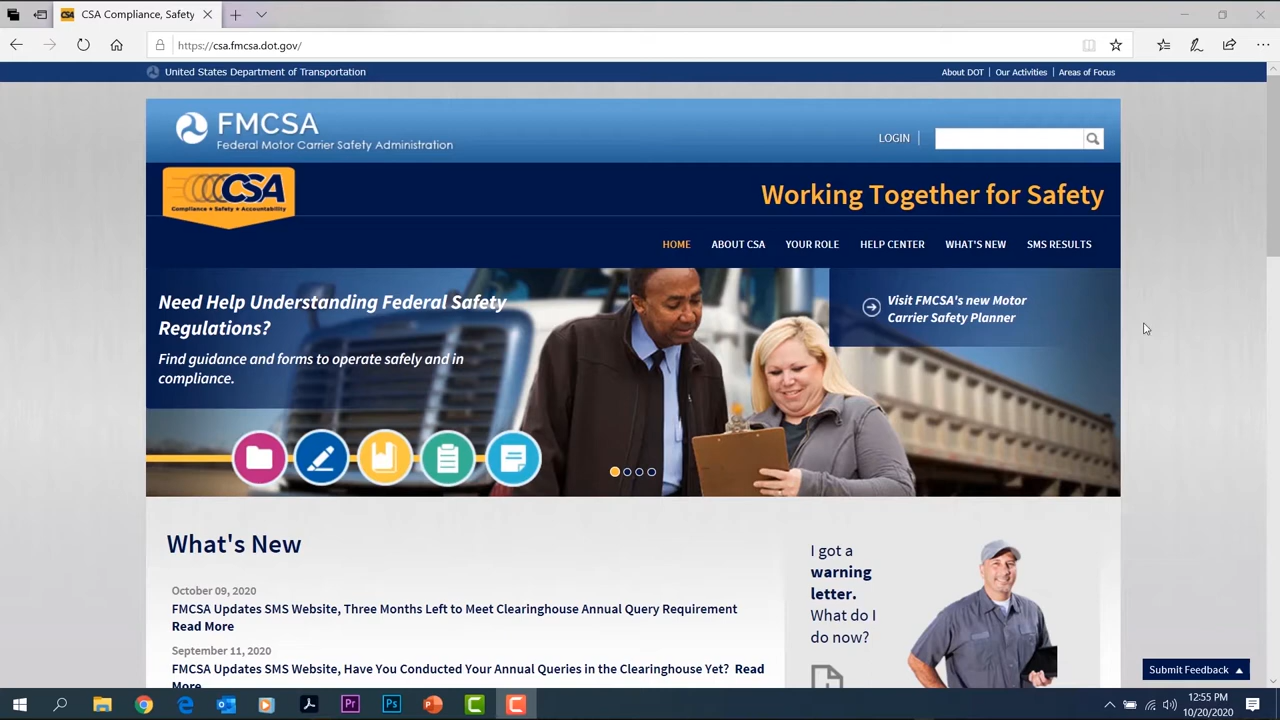 CSA Compliance, Safety
https://csa.fmcsa.dot.gov/
United States Department of Transportation
About DOT
Our Activities
Areas of Focus
FMCSA
Federal Motor Carrier Safety Administration
LOGIN
CSA
Compliance ★ Safety ★ Accountability
Working Together for Safety
HOME
ABOUT CSA
YOUR ROLE
HELP CENTER
WHAT'S NEW
SMS RESULTS
Need Help Understanding Federal Safety
Regulations?
Find guidance and forms to operate safely and in
compliance.
Visit FMCSA's new Motor
Carrier Safety Planner
What's New
October 09, 2020
FMCSA Updates SMS Website, Three Months Left to Meet Clearinghouse Annual Query Requirement
Read More
September 11, 2020
FMCSA Updates SMS Website, Have You Conducted Your Annual Queries in the Clearinghouse Yet? Read
More
I got a
warning
letter.
What do I
do now?
Submit Feedback
Pr
Ps
12:55 PM
10/20/2020